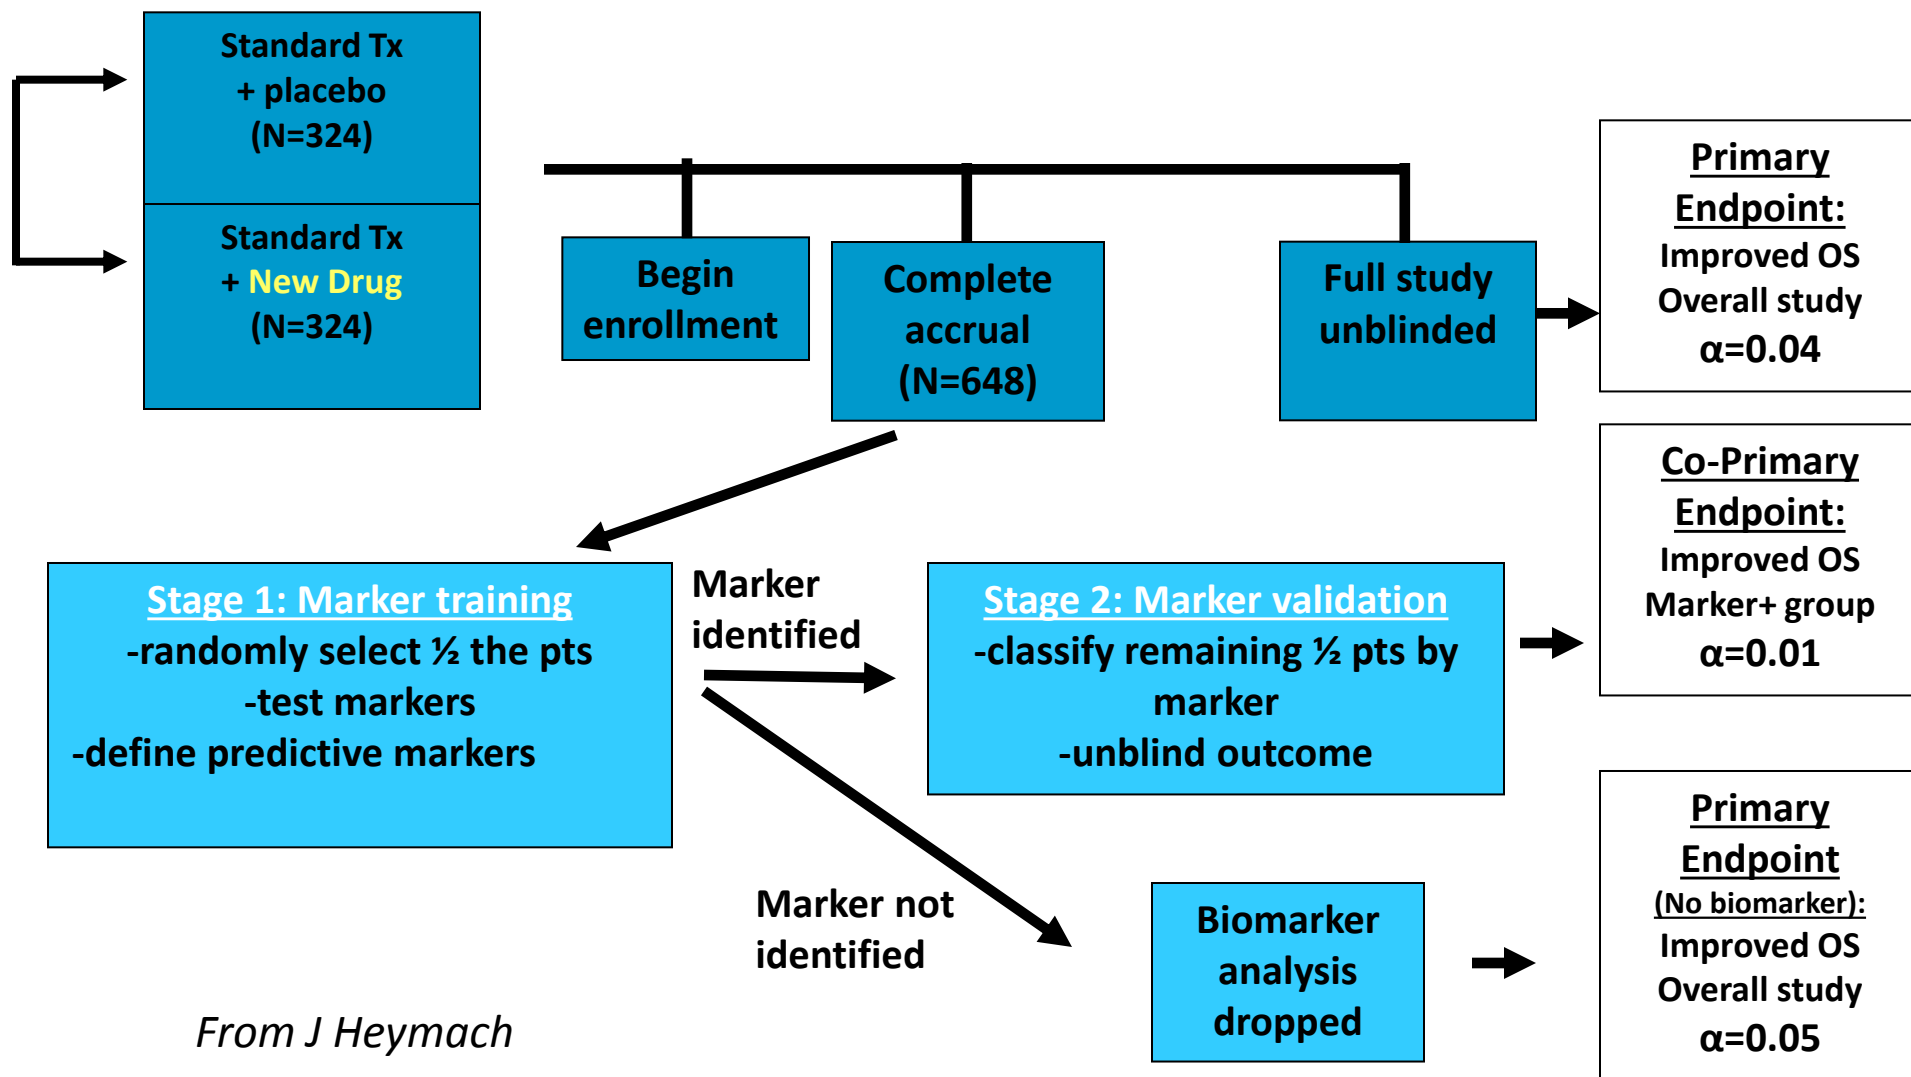 Standard Tx
+ placebo
(N=324)
Standard Tx
+ New Drug
(N=324)
Begin
enrollment
Complete
accrual
(N=648)
Full study
unblinded
Primary
Endpoint:
Improved OS
Overall study
α=0.04
Co-Primary
Endpoint:
Improved OS
Marker+ group
α=0.01
Stage 1: Marker training
-randomly select ½ the pts
-test markers
-define predictive markers
Marker
identified
Stage 2: Marker validation
-classify remaining ½ pts by
marker
-unblind outcome
Marker not
identified
Biomarker
analysis
dropped
Primary
Endpoint
(No biomarker):
Improved OS
Overall study
α=0.05
From J Heymach